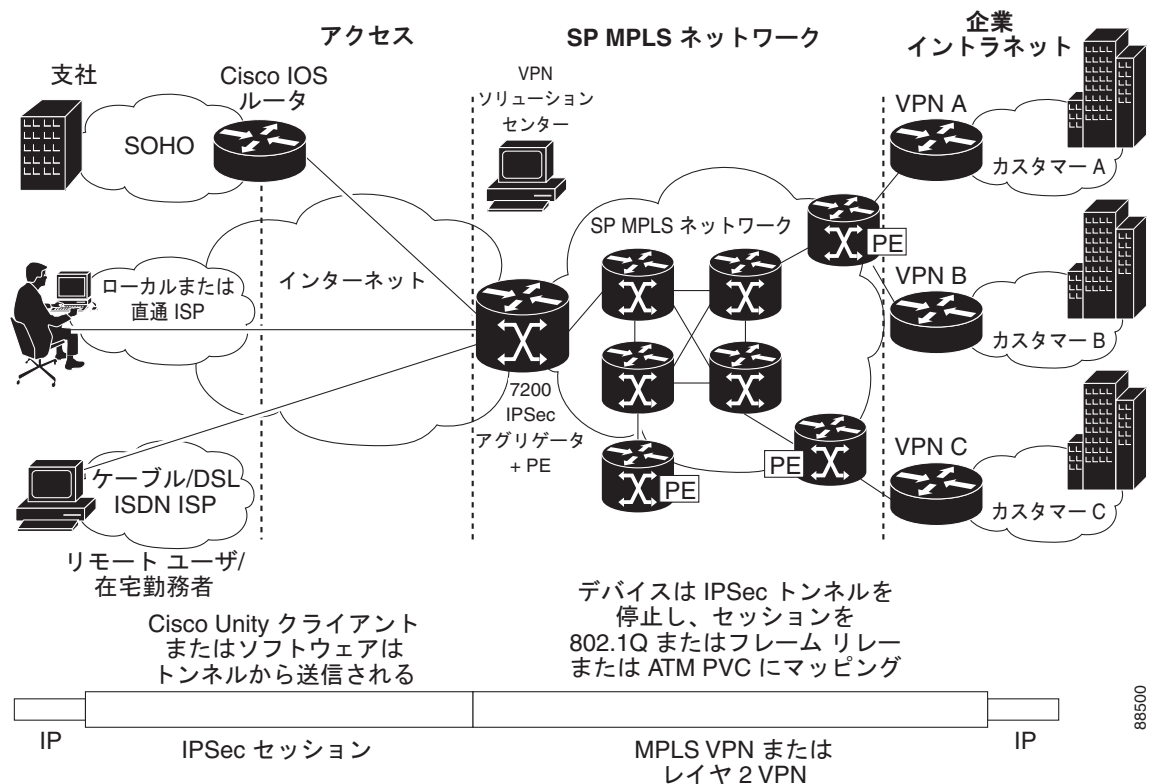 アクセス
SP MPLS ネットワーク
企業
イントラネット
支社
Cisco IOS
ルータ
VPN
ソリューション
センター
SOHO
VPN A
カスタマー A
SP MPLS ネットワーク
PE
ローカルまたは
直通 ISP
インターネット
VPN B
カスタマー B
7200
IPSec
アグリゲータ
+ PE
ケーブル/DSL
ISDN ISP
PE
PE
VPN C
カスタマー C
リモート ユーザ/
在宅勤務者
Cisco Unity クライアント
またはソフトウェアは
トンネルから送信される
デバイスは IPSec トンネルを
停止し、セッションを
802.1Q またはフレーム リレー
または ATM PVC にマッピング
IP
IPSec セッション
MPLS VPN または
レイヤ 2 VPN
IP
88500